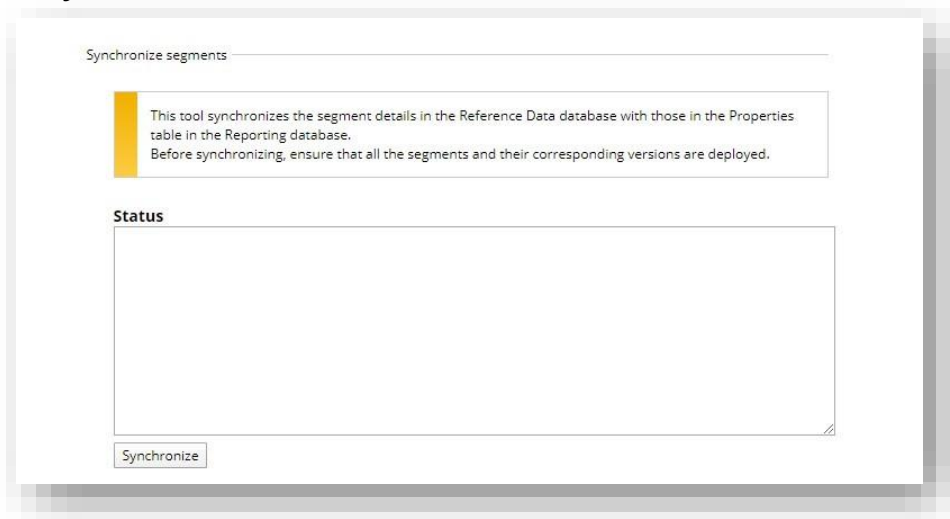 Synchronize segments
This tool synchronizes the segment details in the Reference Data database with those in the Properties
table in the Reporting database.
Before synchronizing, ensure that all the segments and their corresponding versions are deployed.
Status
Synchronize